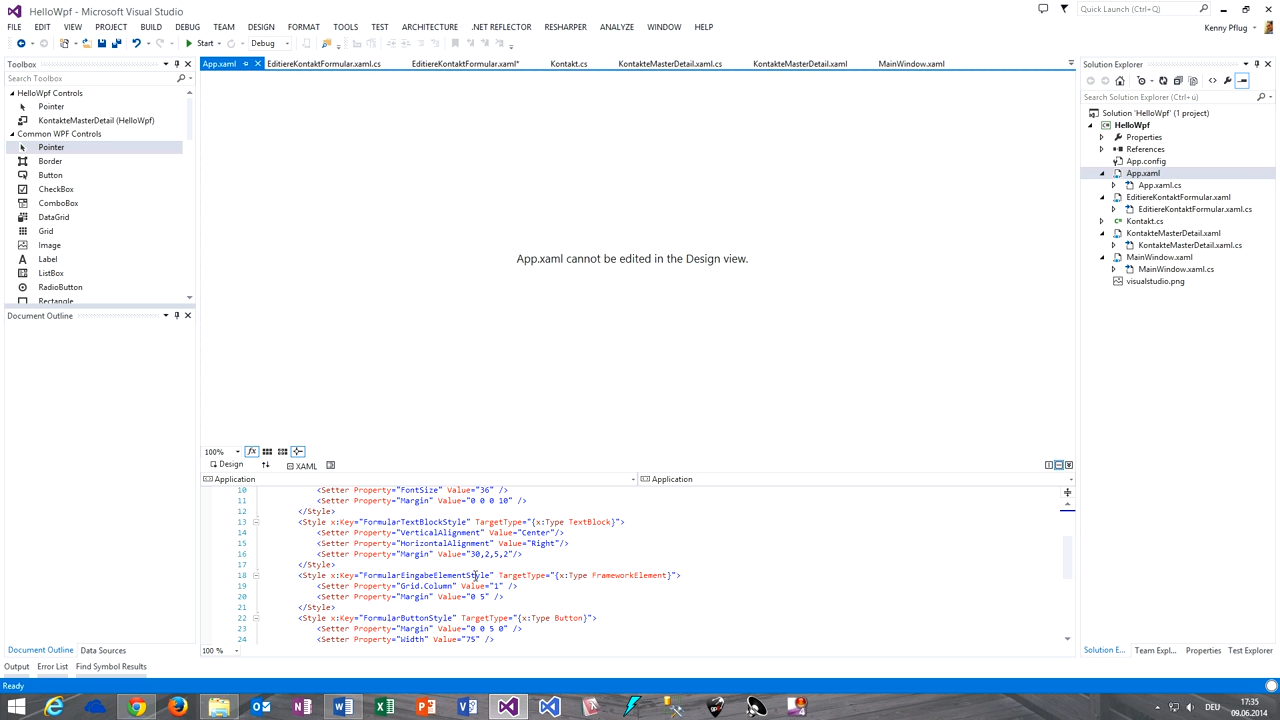 HelloWpf - Microsoft Visual Studio
Quick Launch (Ctrl+Q)
FILE EDIT VIEW PROJECT BUILD DEBUG TEAM DESIGN FORMAT TOOLS TEST ARCHITECTURE .NET REFLECTOR RESHARPER ANALYZE WINDOW HELP
Kenny Pflug
Start
Debug
Toolbox
Search Toolbox
HelloWpf Controls
Pointer
KontakteMasterDetail (HelloWpf)
Common WPF Controls
Pointer
Border
Button
CheckBox
ComboBox
DataGrid
Grid
Image
Label
ListBox
RadioButton
Rectangle
Document Outline
Document Outline Data Sources
App.xaml EditiereKontaktFormular.xaml.cs EditiereKontaktFormular.xaml* Kontakt.cs KontakteMasterDetail.xaml.cs KontakteMasterDetail.xaml MainWindow.xaml
App.xaml cannot be edited in the Design view.
100% fx
Design XAML
Application Application
10 <Setter Property="FontSize" Value="36" />
11 <Setter Property="Margin" Value="0 0 0 10" />
12 </Style>
13 <Style x:Key="FormularTextBlockStyle" TargetType="{x:Type TextBlock}">
14 <Setter Property="VerticalAlignment" Value="Center"/>
15 <Setter Property="HorizontalAlignment" Value="Right"/>
16 <Setter Property="Margin" Value="30,2,5,2"/>
17 </Style>
18 <Style x:Key="FormularEingabeElementStyle" TargetType="{x:Type FrameworkElement}">
19 <Setter Property="Grid.Column" Value="1" />
20 <Setter Property="Margin" Value="0 5" />
21 </Style>
22 <Style x:Key="FormularButtonStyle" TargetType="{x:Type Button}">
23 <Setter Property="Margin" Value="0 0 5 0" />
24 <Setter Property="Width" Value="75" />
100 %
Solution Explorer
Search Solution Explorer (Ctrl+ü)
Solution 'HelloWpf' (1 project)
HelloWpf
Properties
References
App.config
App.xaml
App.xaml.cs
EditiereKontaktFormular.xaml
EditiereKontaktFormular.xaml.cs
Kontakt.cs
KontakteMasterDetail.xaml
KontakteMasterDetail.xaml.cs
MainWindow.xaml
MainWindow.xaml.cs
visualstudio.png
Solution E... Team Expl... Properties Test Explorer
Output Error List Find Symbol Results
Ready
DEU
17:35
09.06.2014